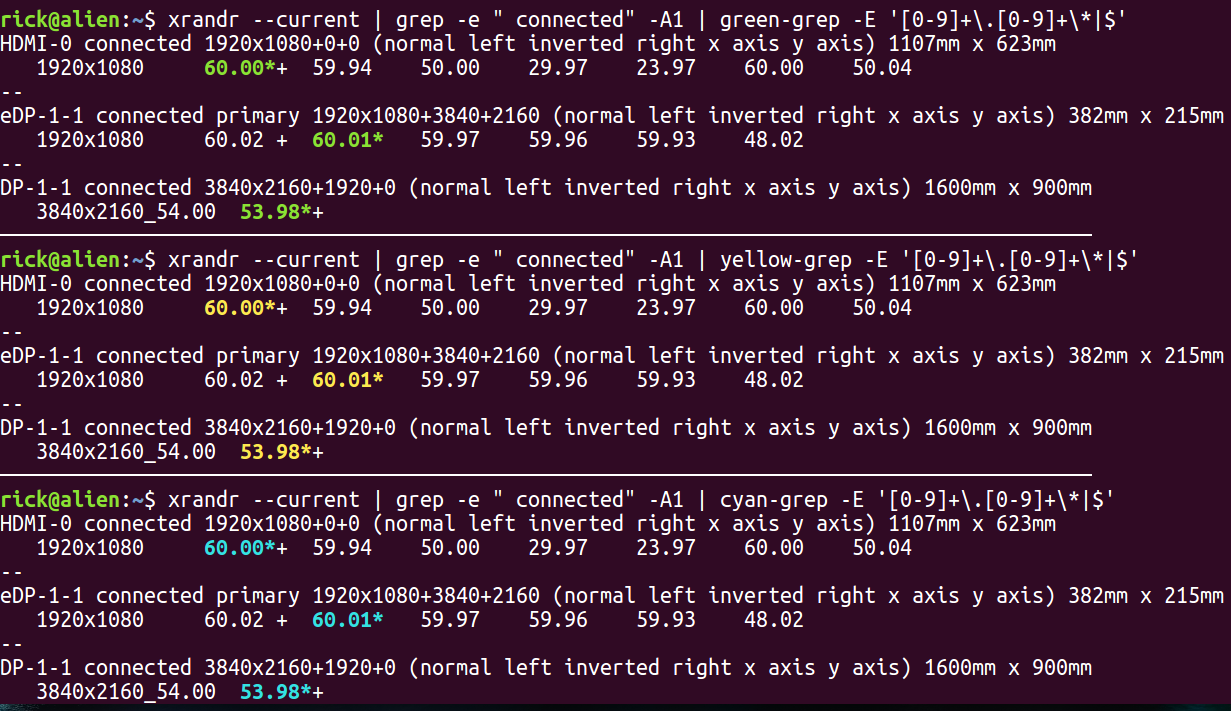 rick@alien:~$ xrandr --current | grep -e " connected" -A1 | green-grep -E '[0-9]+\.[0-9]+\*|$'
HDMI-0 connected 1920x1080+0+0 (normal left inverted right x axis y axis) 1107mm x 623mm
   1920x1080     60.00*+  59.94    50.00    29.97    23.97    60.00    50.04
--
eDP-1-1 connected primary 1920x1080+3840+2160 (normal left inverted right x axis y axis) 382mm x 215mm
   1920x1080     60.02 +  60.01*   59.97    59.96    59.93    48.02
--
DP-1-1 connected 3840x2160+1920+0 (normal left inverted right x axis y axis) 1600mm x 900mm
   3840x2160_54.00  53.98*+
rick@alien:~$ xrandr --current | grep -e " connected" -A1 | yellow-grep -E '[0-9]+\.[0-9]+\*|$'
HDMI-0 connected 1920x1080+0+0 (normal left inverted right x axis y axis) 1107mm x 623mm
   1920x1080     60.00*+  59.94    50.00    29.97    23.97    60.00    50.04
--
eDP-1-1 connected primary 1920x1080+3840+2160 (normal left inverted right x axis y axis) 382mm x 215mm
   1920x1080     60.02 +  60.01*   59.97    59.96    59.93    48.02
--
DP-1-1 connected 3840x2160+1920+0 (normal left inverted right x axis y axis) 1600mm x 900mm
   3840x2160_54.00  53.98*+
rick@alien:~$ xrandr --current | grep -e " connected" -A1 | cyan-grep -E '[0-9]+\.[0-9]+\*|$'
HDMI-0 connected 1920x1080+0+0 (normal left inverted right x axis y axis) 1107mm x 623mm
   1920x1080     60.00*+  59.94    50.00    29.97    23.97    60.00    50.04
--
eDP-1-1 connected primary 1920x1080+3840+2160 (normal left inverted right x axis y axis) 382mm x 215mm
   1920x1080     60.02 +  60.01*   59.97    59.96    59.93    48.02
--
DP-1-1 connected 3840x2160+1920+0 (normal left inverted right x axis y axis) 1600mm x 900mm
   3840x2160_54.00  53.98*+